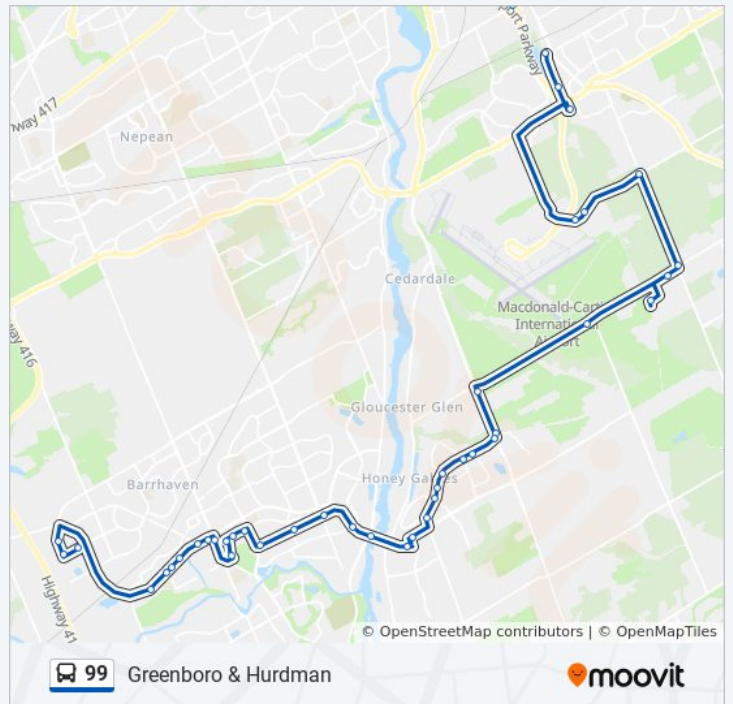 port Parkway
way 417
Nepean
Cedardale
Macdonald-Cartier
International
Airport
way 416
Gloucester Glen
Barrhaven
Honey Gables
Highway 41
© OpenStreetMap contributors | © OpenMapTiles
99 Greenboro & Hurdman moovit